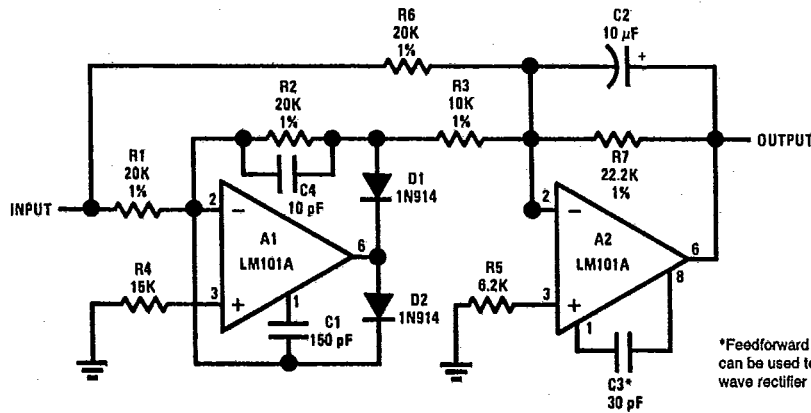 R6
20K
1%
C2
10 μF
+
R2
20K
1%
R3
10K
1%
R1
20K
1%
C4
10 pF
D1
1N914
R7
22.2K
1%
OUTPUT
INPUT
2
−
A1
LM101A
6
2
−
A2
LM101A
6
8
R4
15K
3
+
1
C1
150 pF
D2
1N914
R5
6.2K
3
+
1
C3*
30 pF
*Feedforward
can be used to
wave rectifier